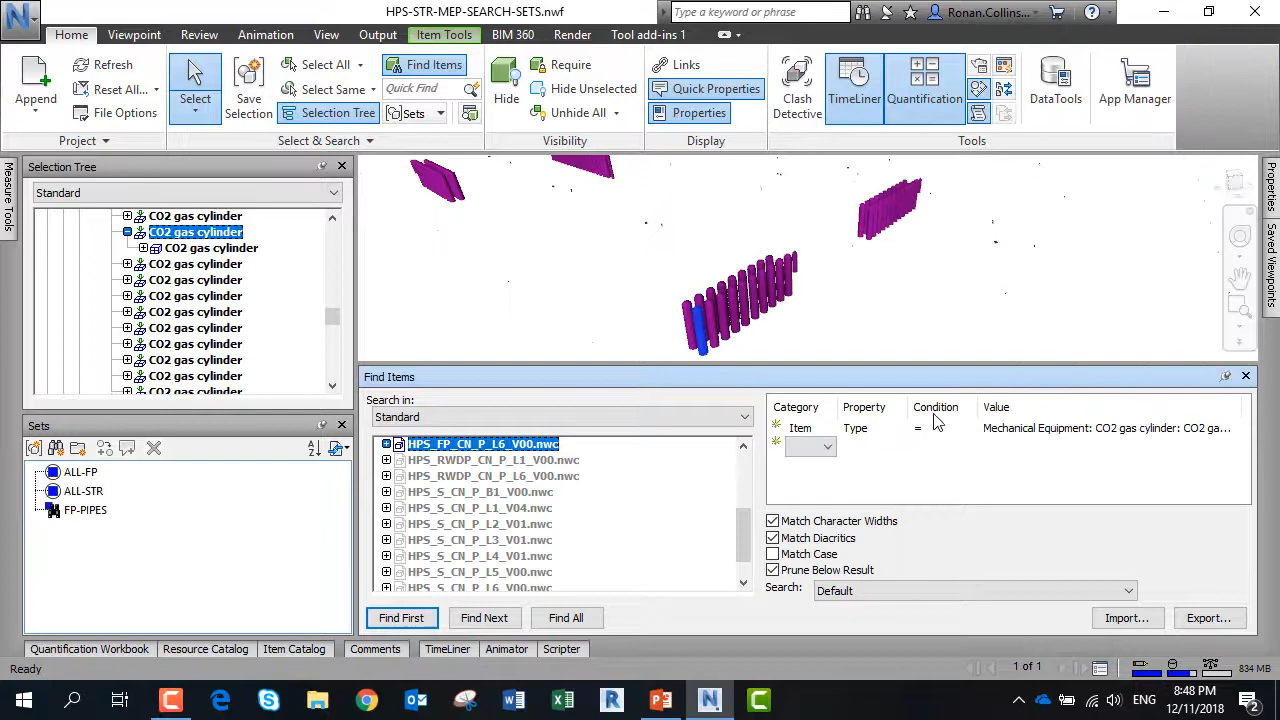 HPS-STR-MEP-SEARCH-SETS.nwf
Type a keyword or phrase
Ronan.Collins...
Home Viewpoint Review Animation View Output Item Tools BIM 360 Render Tool add-ins 1
Append
Refresh
Reset All...
File Options
Project
Select
Save Selection
Select All
Select Same
Selection Tree
Find Items
Quick Find
Sets
Select & Search
Hide
Require
Hide Unselected
Unhide All
Visibility
Links
Quick Properties
Properties
Display
Clash Detective
TimeLiner
Quantification
DataTools
App Manager
Tools
Measure Tools
Selection Tree
Standard
CO2 gas cylinder
CO2 gas cylinder
CO2 gas cylinder
CO2 gas cylinder
CO2 gas cylinder
CO2 gas cylinder
CO2 gas cylinder
CO2 gas cylinder
CO2 gas cylinder
CO2 gas cylinder
CO2 gas cylinder
CO2 gas cylinder
Properties
Saved Viewpoints
Sets
ALL-FP
ALL-STR
FP-PIPES
Find Items
Search in:
Standard
HPS_FP_CN_P_L6_V00.nwc
HPS_RWDP_CN_P_L1_V00.nwc
HPS_RWDP_CN_P_L6_V00.nwc
HPS_S_CN_P_B1_V00.nwc
HPS_S_CN_P_L1_V04.nwc
HPS_S_CN_P_L2_V01.nwc
HPS_S_CN_P_L3_V01.nwc
HPS_S_CN_P_L4_V01.nwc
HPS_S_CN_P_L5_V00.nwc
HPS_S_CN_P_L6_V00.nwc
Category Property Condition Value
Item Type = Mechanical Equipment: CO2 gas cylinder: CO2 ga...
Match Character Widths
Match Diacritics
Match Case
Prune Below Result
Search: Default
Find First Find Next Find All Import... Export...
Quantification Workbook Resource Catalog Item Catalog Comments TimeLiner Animator Scripter
Ready
1 of 1
834 MB
ENG
8:48 PM
12/11/2018
2